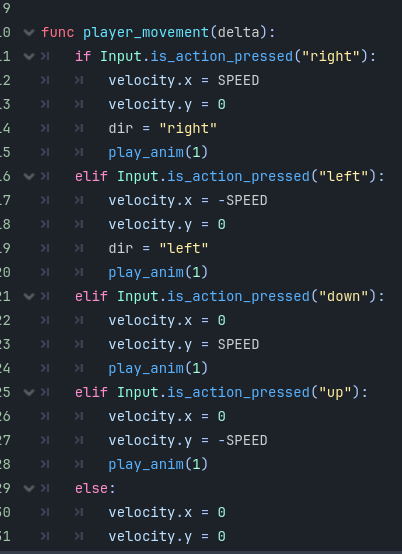 9
10 func player_movement(delta):
11 if Input.is_action_pressed("right"):
12 velocity.x = SPEED
13 velocity.y = 0
14 dir = "right"
15 play_anim(1)
16 elif Input.is_action_pressed("left"):
17 velocity.x = -SPEED
18 velocity.y = 0
19 dir = "left"
20 play_anim(1)
21 elif Input.is_action_pressed("down"):
22 velocity.x = 0
23 velocity.y = SPEED
24 play_anim(1)
25 elif Input.is_action_pressed("up"):
26 velocity.x = 0
27 velocity.y = -SPEED
28 play_anim(1)
29 else:
30 velocity.x = 0
31 velocity.y = 0